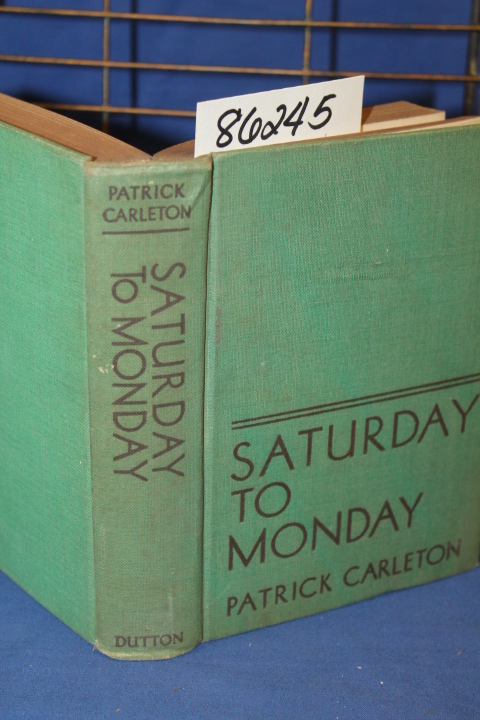 86245
PATRICK
CARLETON
SATURDAY
To MONDAY
DUTTON
SATURDAY
TO
MONDAY
PATRICK CARLETON